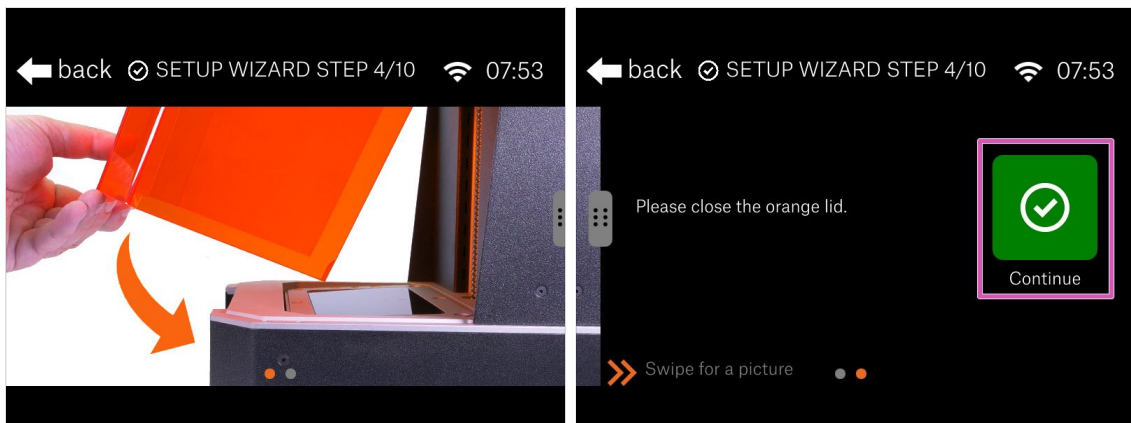 back SETUP WIZARD STEP 4/10 07:53
back SETUP WIZARD STEP 4/10 07:53
Please close the orange lid.
Continue
Swipe for a picture